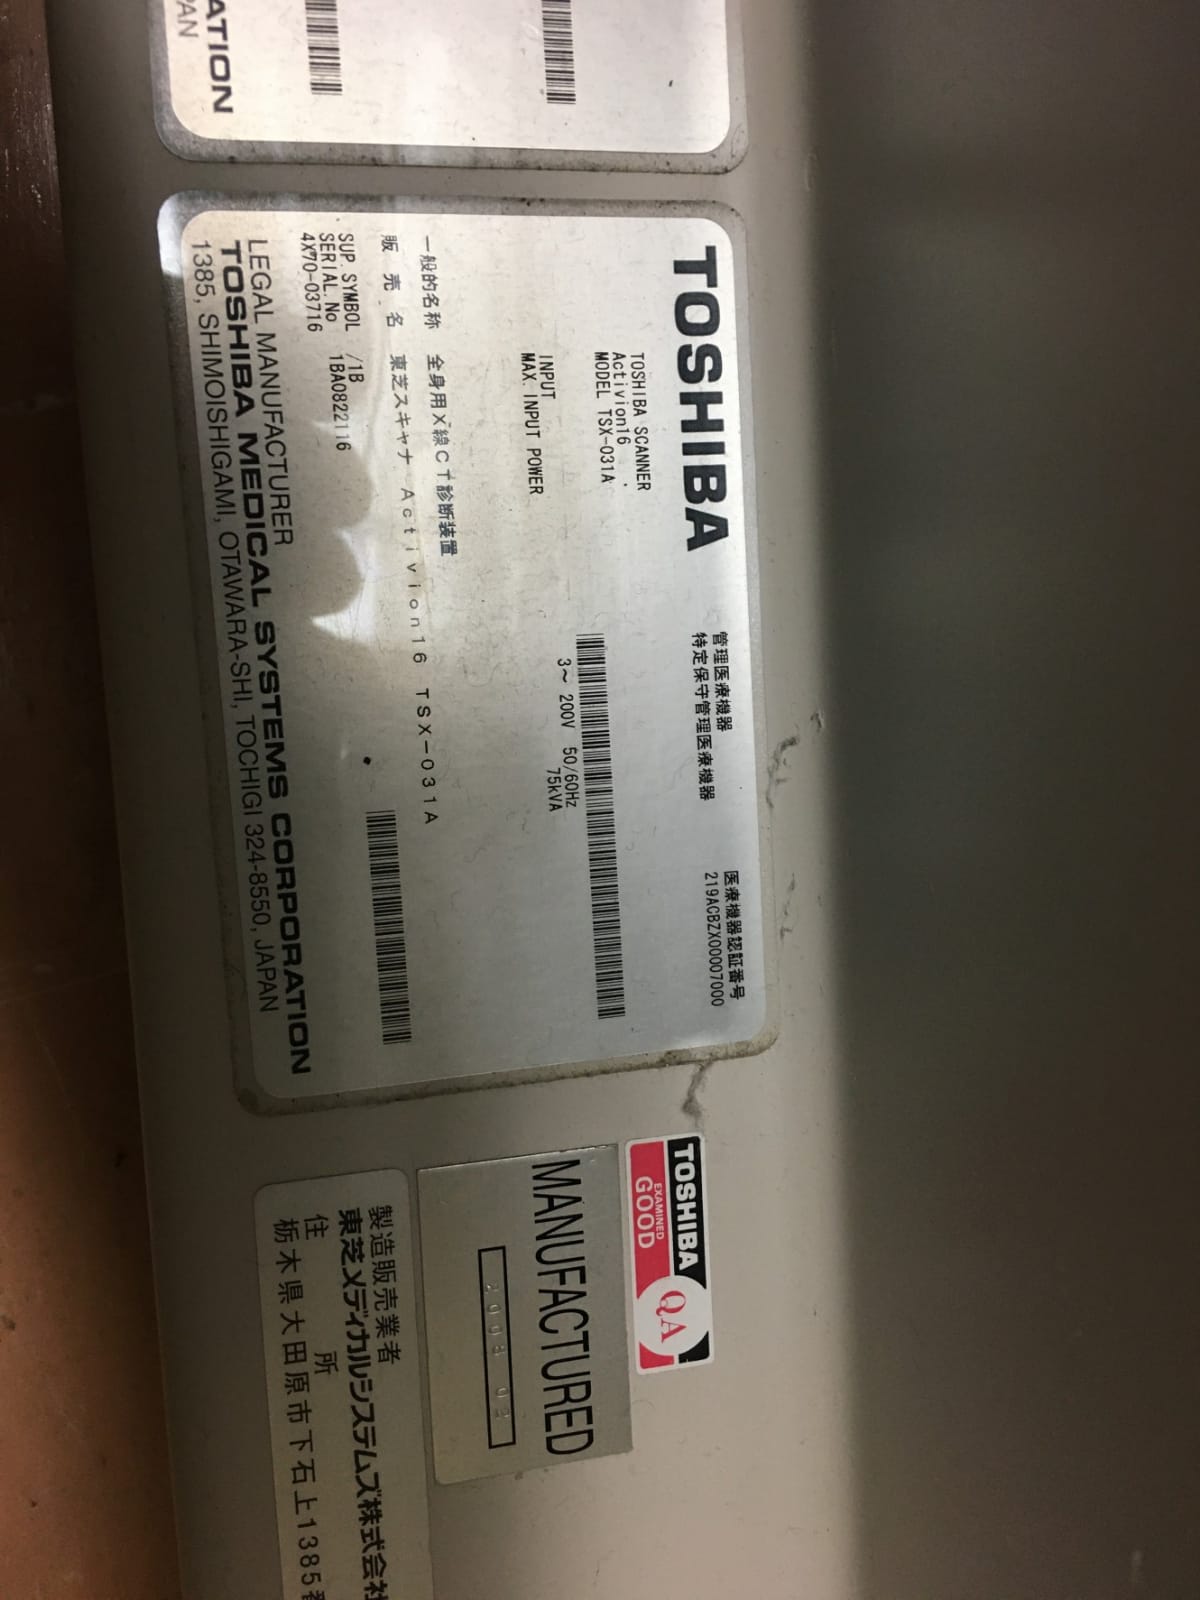 ATION
PAN
TOSHIBA
管理医療機器
特定保守管理医療機器
医療機器認証番号
219ACBZX00007000
TOSHIBA SCANNER
Activion16
MODEL TSX-031A
INPUT 3~ 200V 50/60Hz
MAX. INPUT POWER 75kVA
一般的名称 全身用X線CT診断装置
販売名 東芝スキャナ Activion16 TSX-031A
SUP. SYMBOL /1B
SERIAL No 1BA0822116
4X70-03716
LEGAL MANUFACTURER
TOSHIBA MEDICAL SYSTEMS CORPORATION
1385, SHIMOISHIGAMI, OTAWARA-SHI, TOCHIGI 324-8550, JAPAN
TOSHIBA
EXAMINED
GOOD
QA
MANUFACTURED
製造販売業者
東芝メディカルシステムズ株式会社
住所
栃木県大田原市下石上1385番